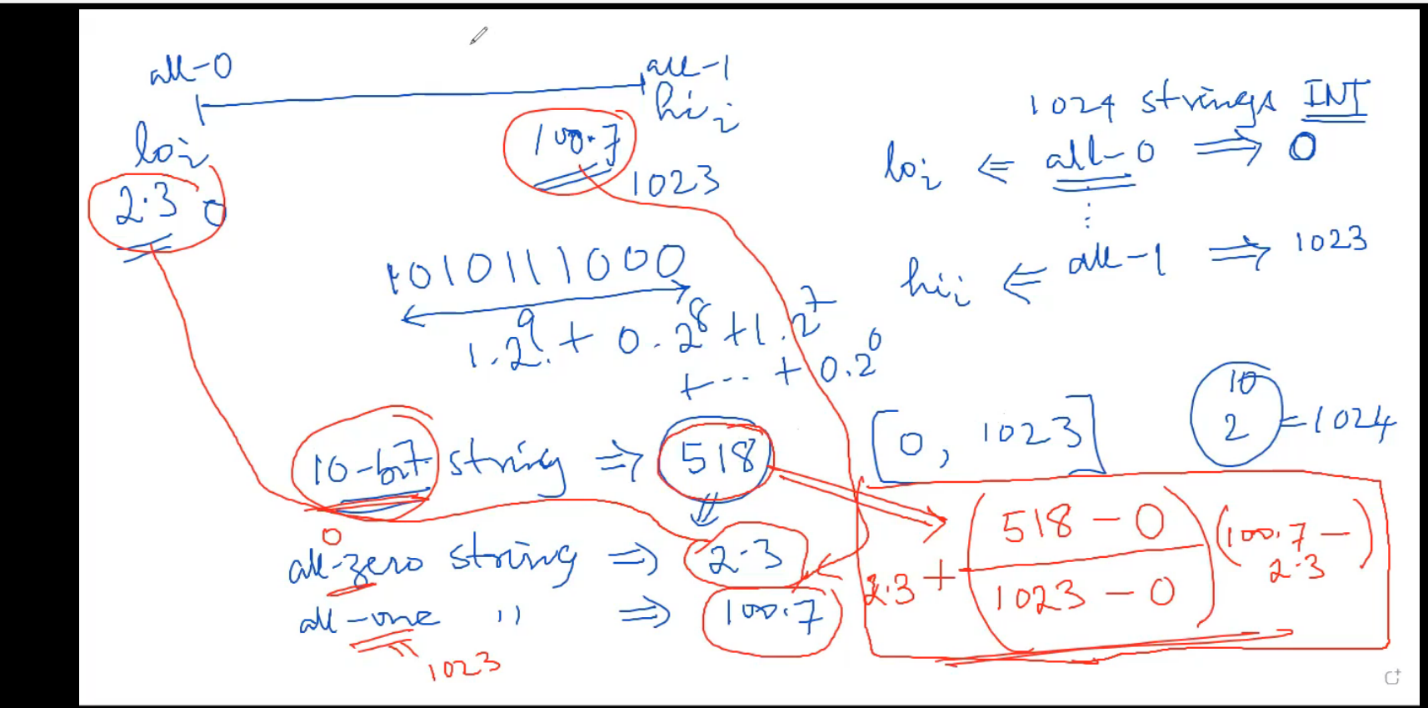 all-0
all-1
lo_i
hi_i
2.3 0
100.7
1023
1024 strings INT
lo_i ⇐ all-0 ⇒ 0
⋮
hi_i ⇐ all-1 ⇒ 1023
1010111000
1.2^9 + 0.2^8 + 1.2^7
+ ... + 0.2^0
10-bit string ⇒ 518
[0, 1023]
2^10 = 1024
0
all-zero string ⇒ 2.3
all-one " ⇒ 100.7
1023
2.3 + (518 - 0 / 1023 - 0) (100.7 - 2.3)